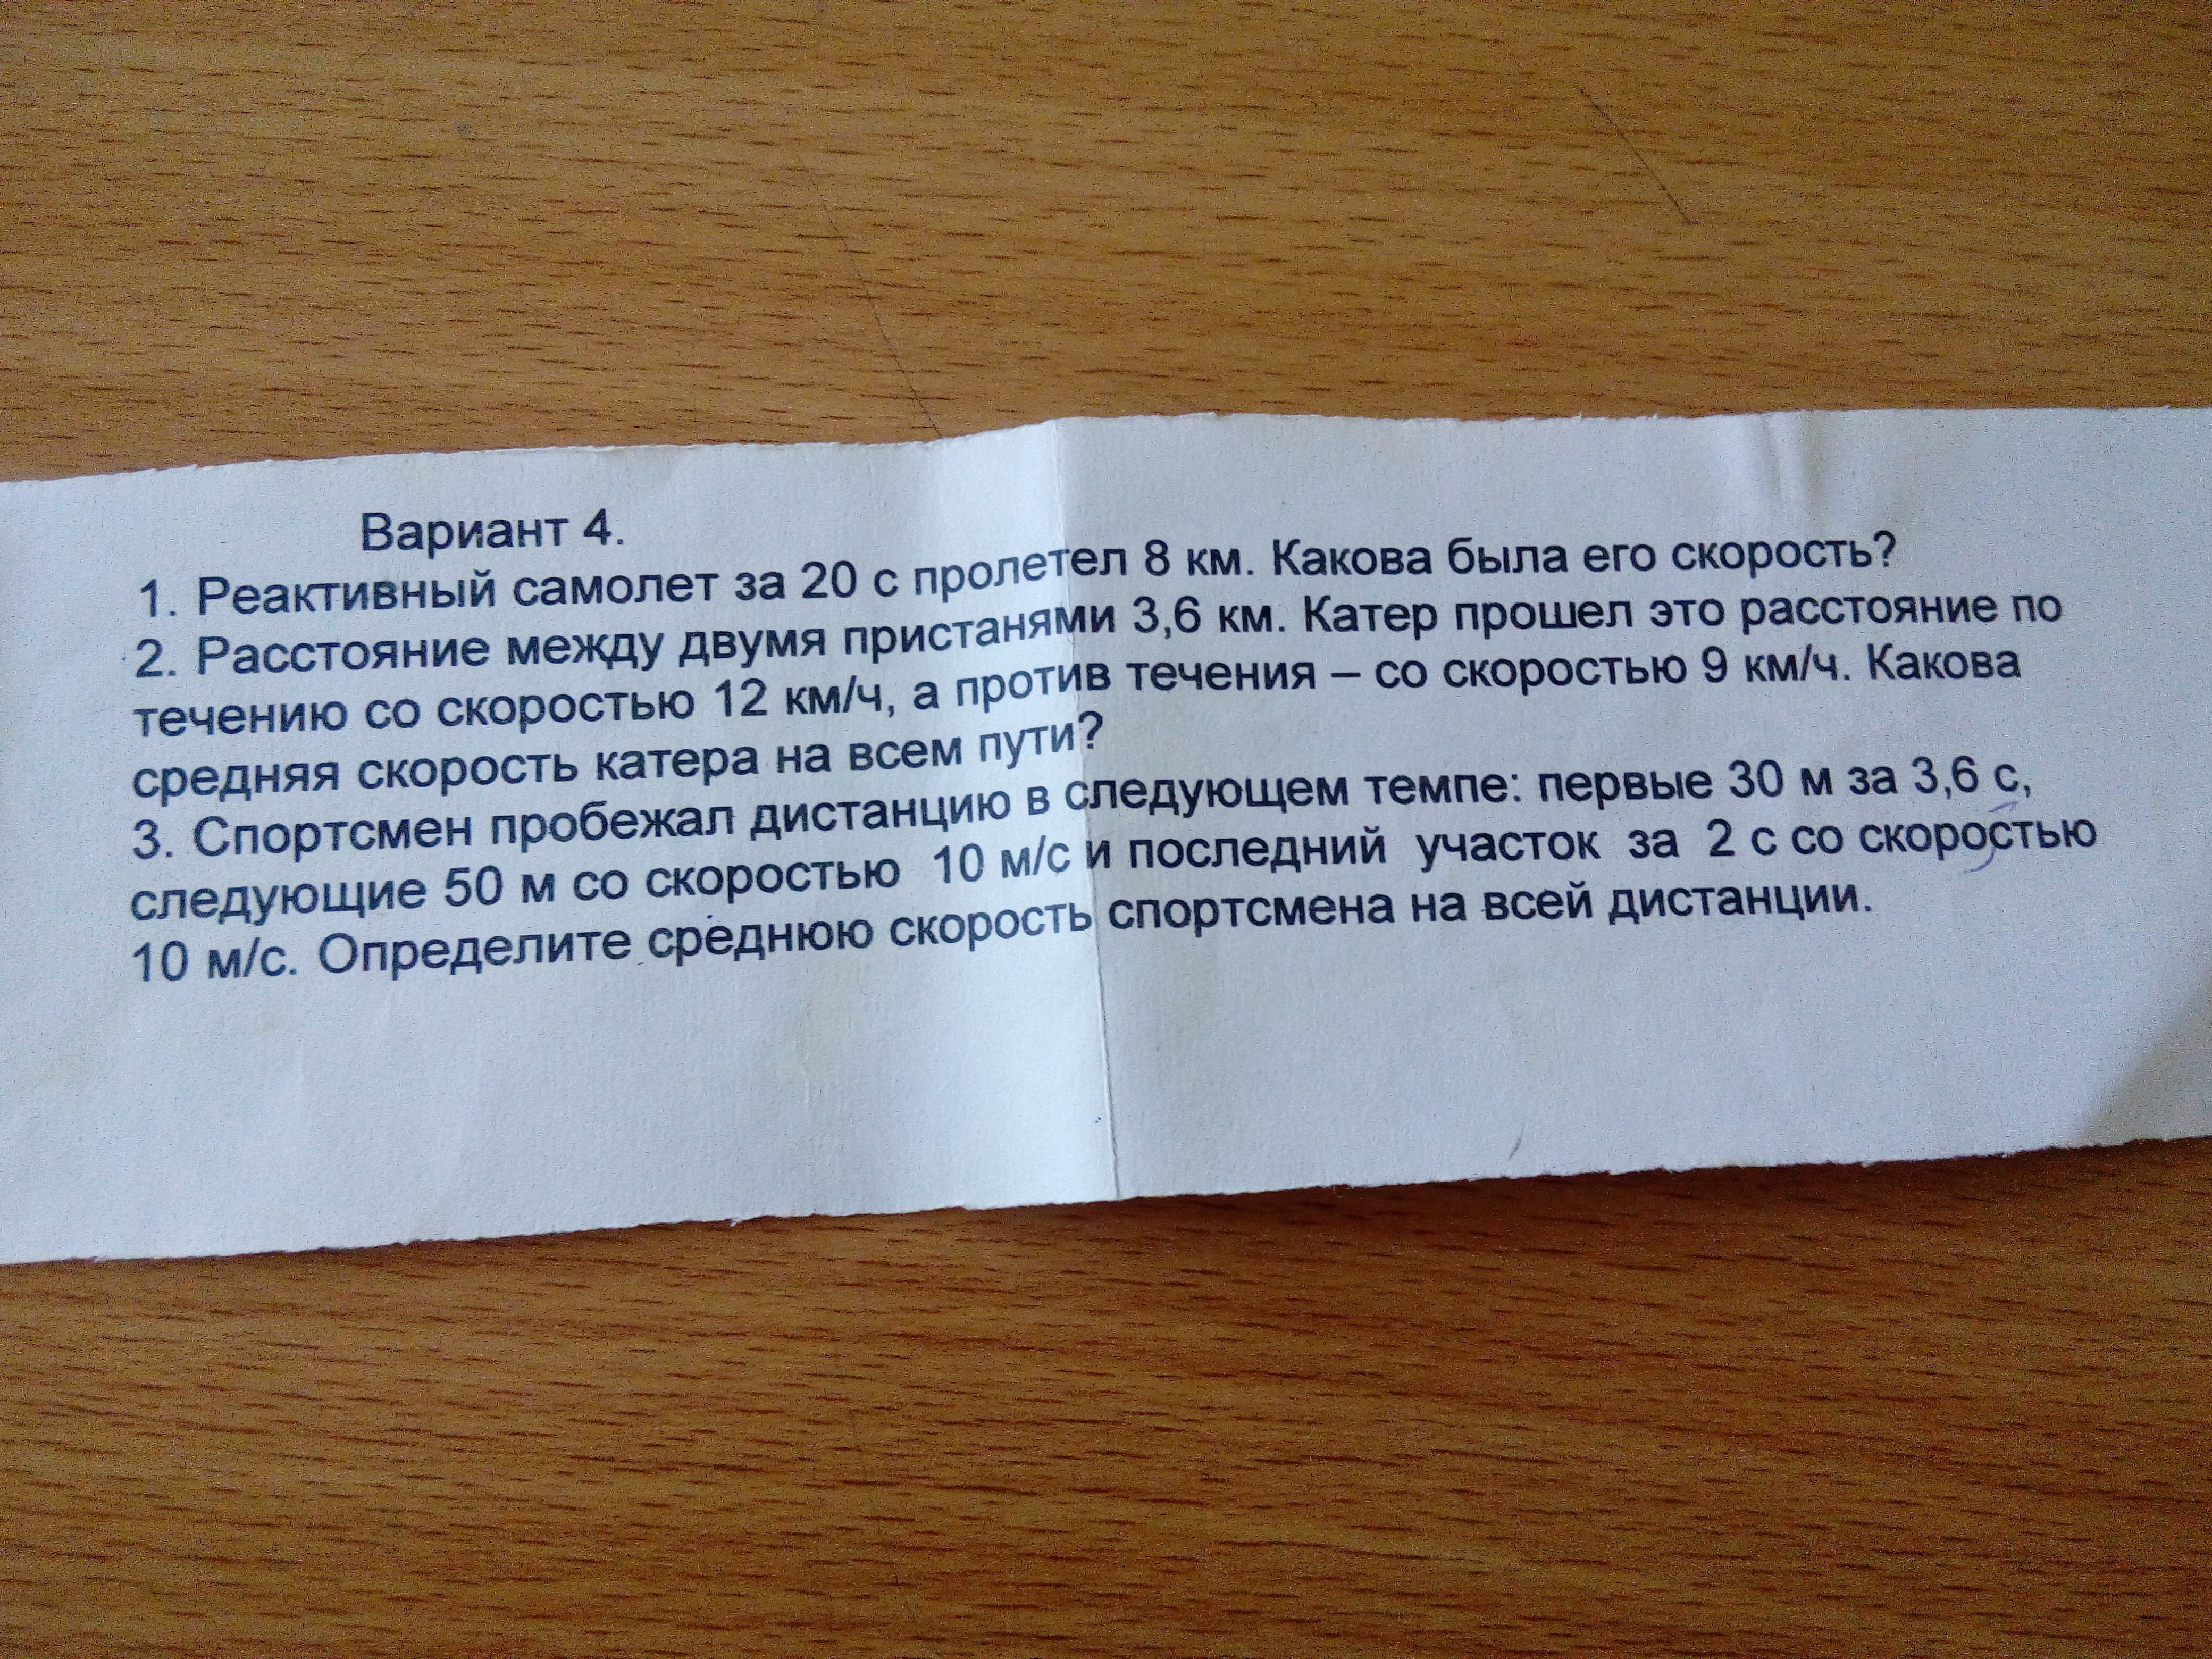 Вариант 4.
1. Реактивный самолет за 20 с пролетел 8 км. Какова была его скорость?
2. Расстояние между двумя пристанями 3,6 км. Катер прошел это расстояние по
течению со скоростью 12 км/ч, а против течения – со скоростью 9 км/ч. Какова
средняя скорость катера на всем пути?
3. Спортсмен пробежал дистанцию в следующем темпе: первые 30 м за 3,6 с,
следующие 50 м со скоростью 10 м/с и последний участок за 2 с со скоростью
10 м/с. Определите среднюю скорость спортсмена на всей дистанции.